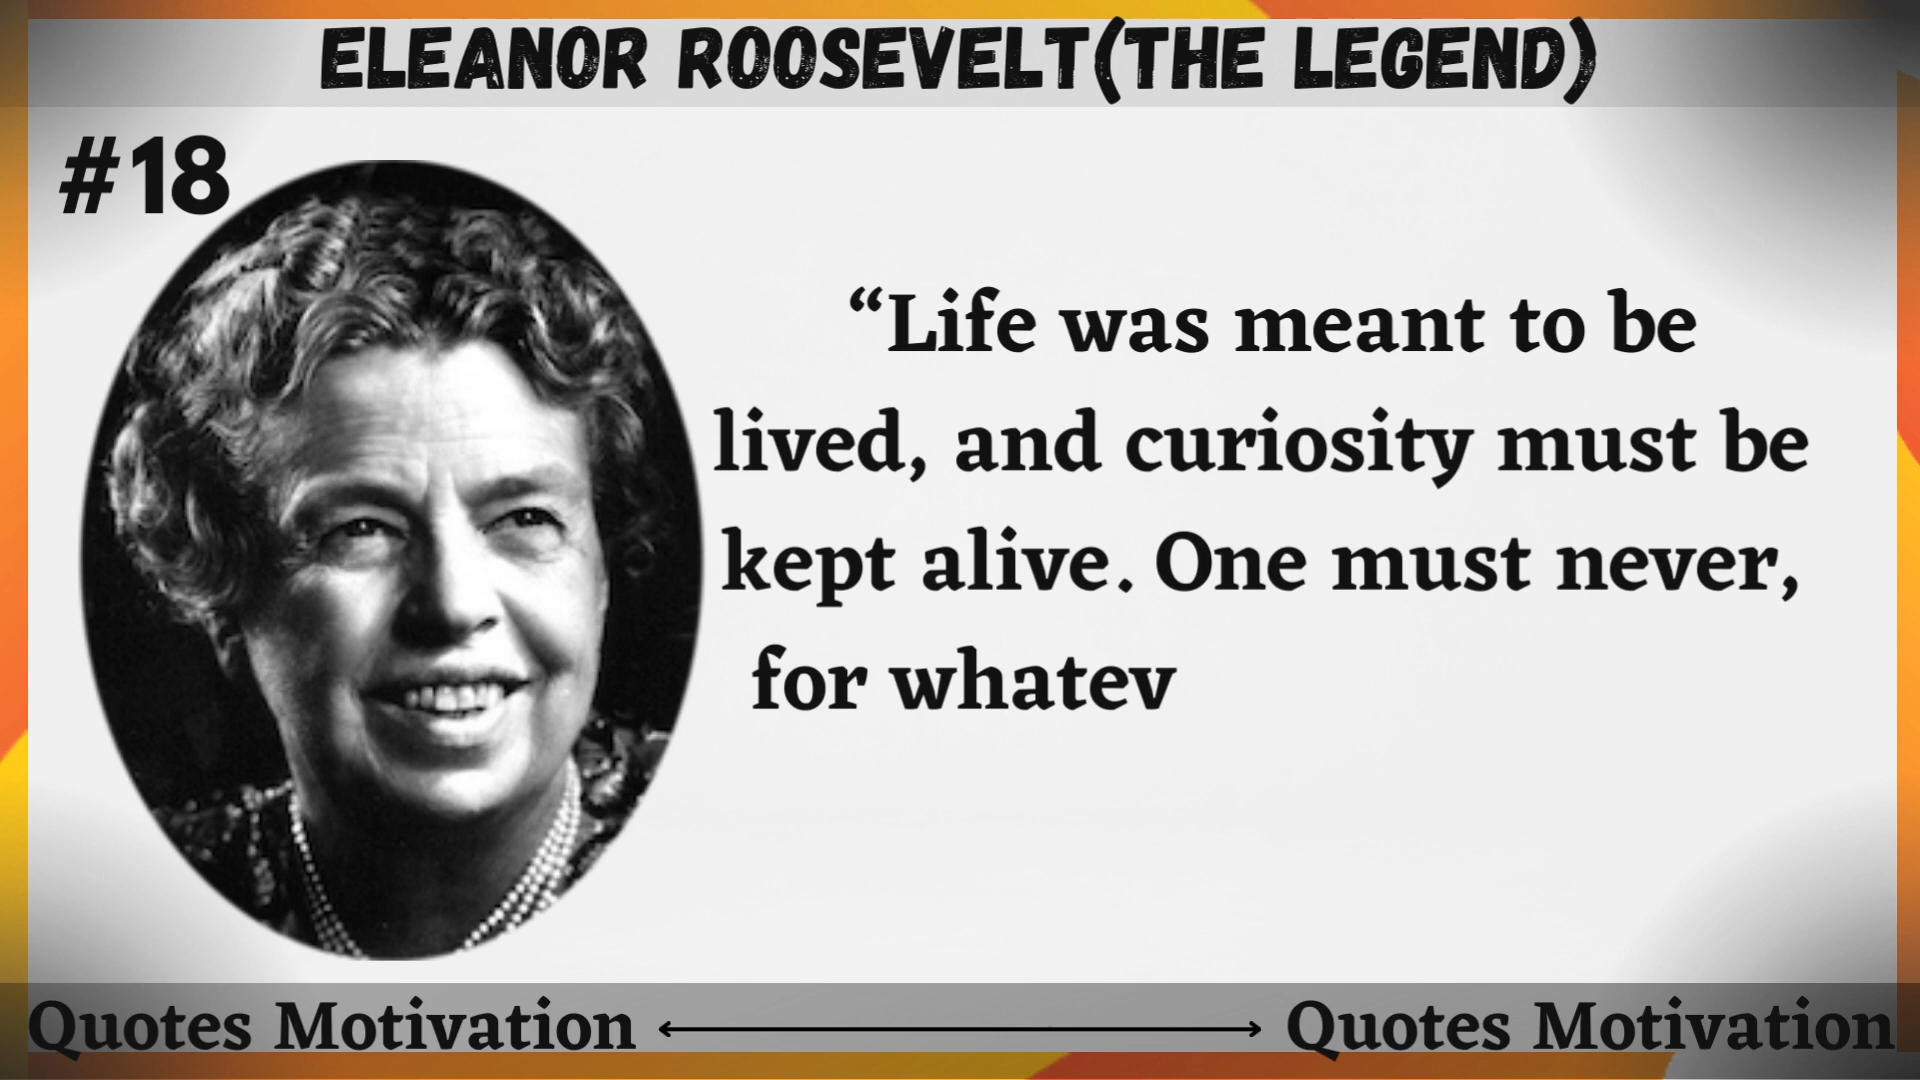 ELEANOR ROOSEVELT(THE LEGEND)
#18
“Life was meant to be
lived, and curiosity must be
kept alive. One must never,
for whatev
Quotes Motivation
Quotes Motivation